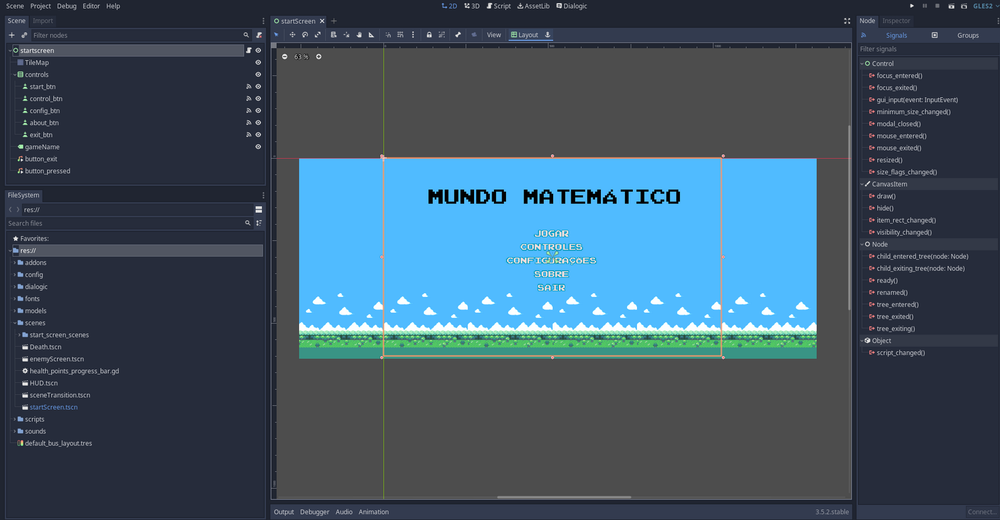 Scene Project Debug Editor Help
2D 3D Script AssetLib Dialogic
GLES2
Scene Import
Filter nodes
startscreen
TileMap
controls
start_btn
control_btn
config_btn
about_btn
exit_btn
gameName
button_exit
button_pressed
FileSystem
res://
Search files
Favorites:
res://
addons
config
dialogic
fonts
models
scenes
start_screen_scenes
Death.tscn
enemyScreen.tscn
health_points_progress_bar.gd
HUD.tscn
sceneTransition.tscn
startScreen.tscn
scripts
sounds
default_bus_layout.tres
startScreen
View Layout
0 500 1000
63 %
MUNDO MATEMáTICO
JOGAR
CONTROLES
CONFIGURAÇÕES
SOBRE
SAIR
Output Debugger Audio Animation
3.5.2.stable
Node Inspector
Signals Groups
Filter signals
Control
focus_entered()
focus_exited()
gui_input(event: InputEvent)
minimum_size_changed()
modal_closed()
mouse_entered()
mouse_exited()
resized()
size_flags_changed()
CanvasItem
draw()
hide()
item_rect_changed()
visibility_changed()
Node
child_entered_tree(node: Node)
child_exiting_tree(node: Node)
ready()
renamed()
tree_entered()
tree_exited()
tree_exiting()
Object
script_changed()
Connect...